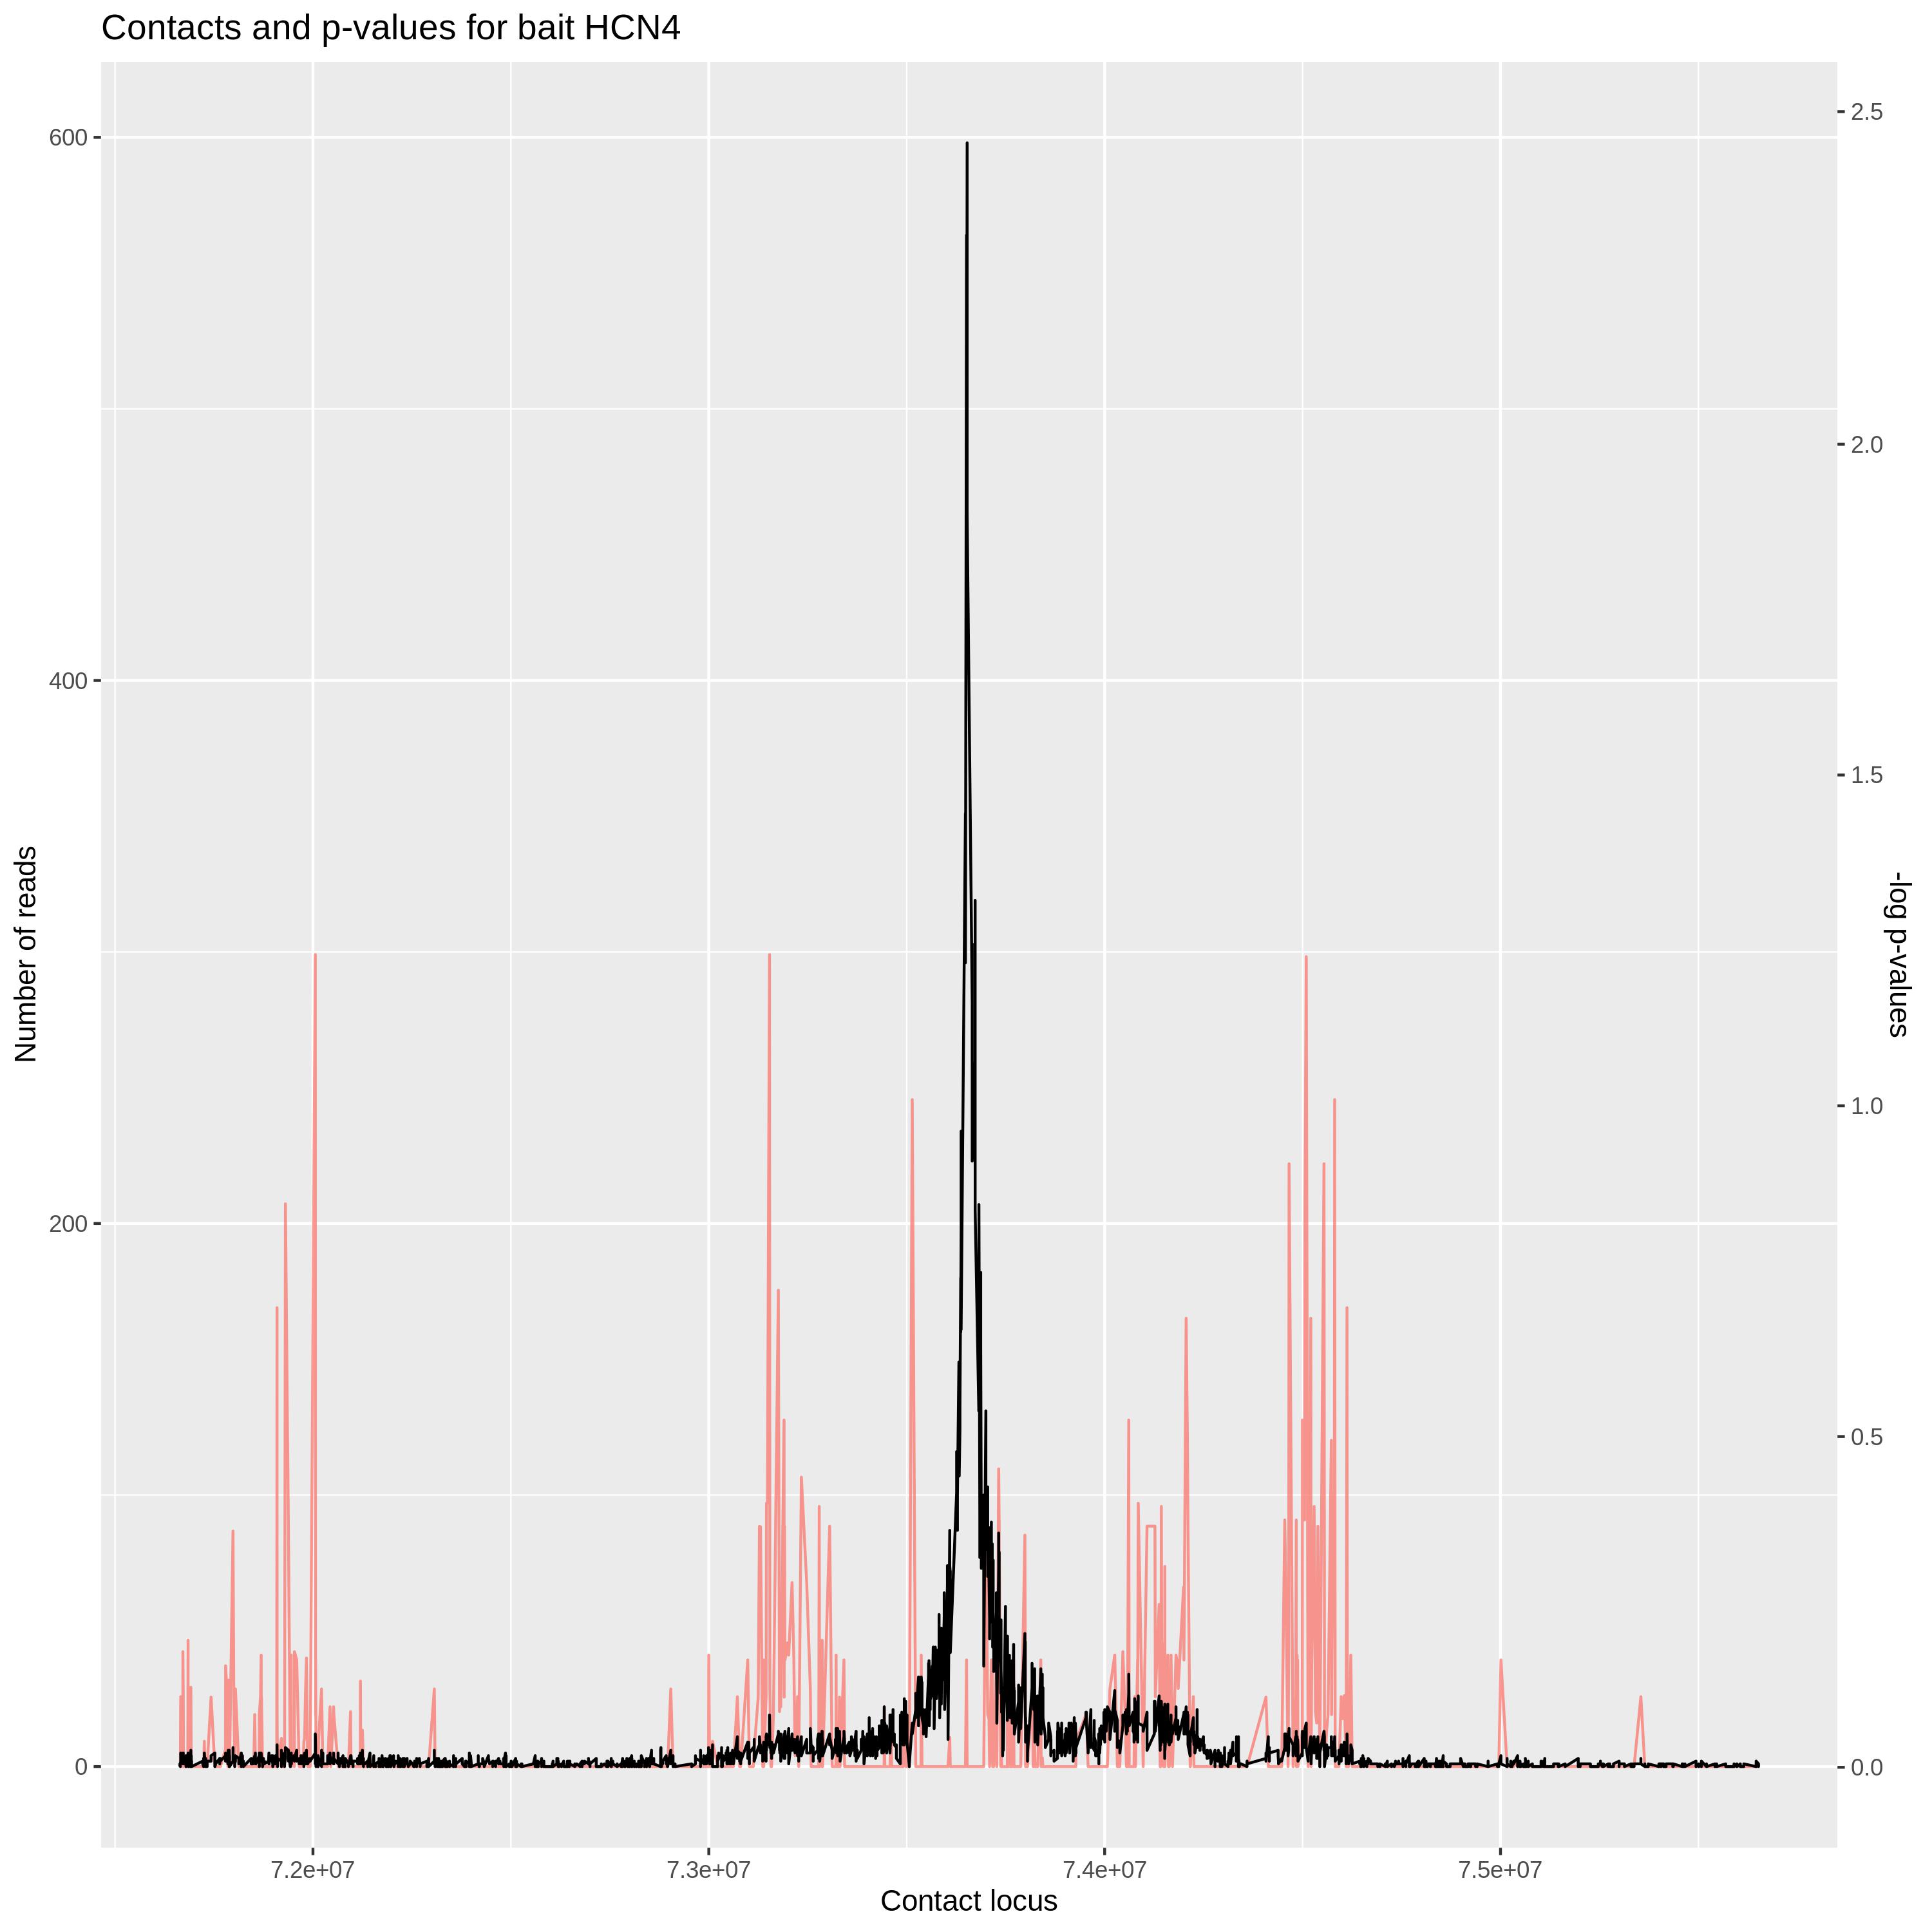 Contacts and p-values for bait HCN4
600
400
200
0
Number of reads
2.5
2.0
1.5
1.0
0.5
0.0
-log p-values
7.2e+07
7.3e+07
7.4e+07
7.5e+07
Contact locus